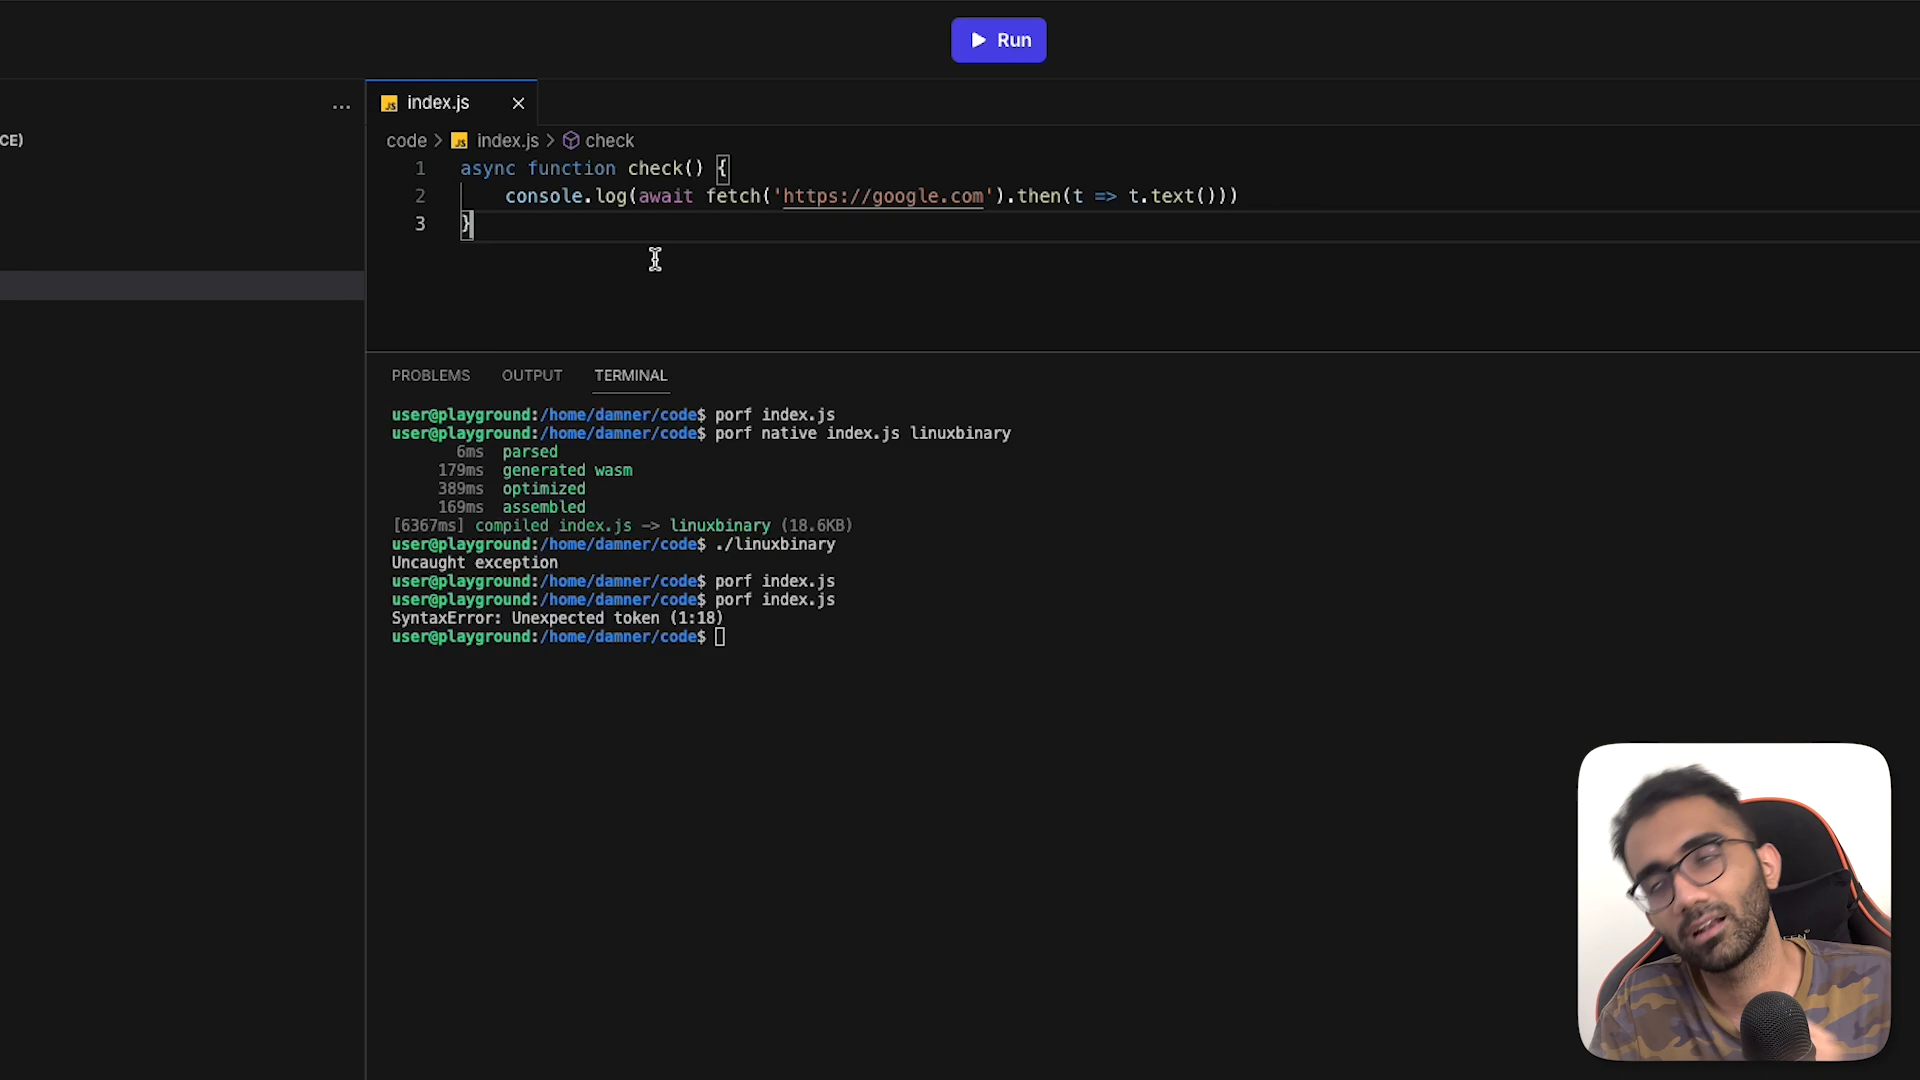 Run
CE)
...
JS index.js
code > JS index.js > check
1 async function check() {
2 console.log(await fetch('https://google.com').then(t => t.text()))
3 }
PROBLEMS OUTPUT TERMINAL
user@playground:/home/damner/code$ porf index.js
user@playground:/home/damner/code$ porf native index.js linuxbinary
6ms parsed
179ms generated wasm
389ms optimized
169ms assembled
[6367ms] compiled index.js -> linuxbinary (18.6KB)
user@playground:/home/damner/code$ ./linuxbinary
Uncaught exception
user@playground:/home/damner/code$ porf index.js
user@playground:/home/damner/code$ porf index.js
SyntaxError: Unexpected token (1:18)
user@playground:/home/damner/code$